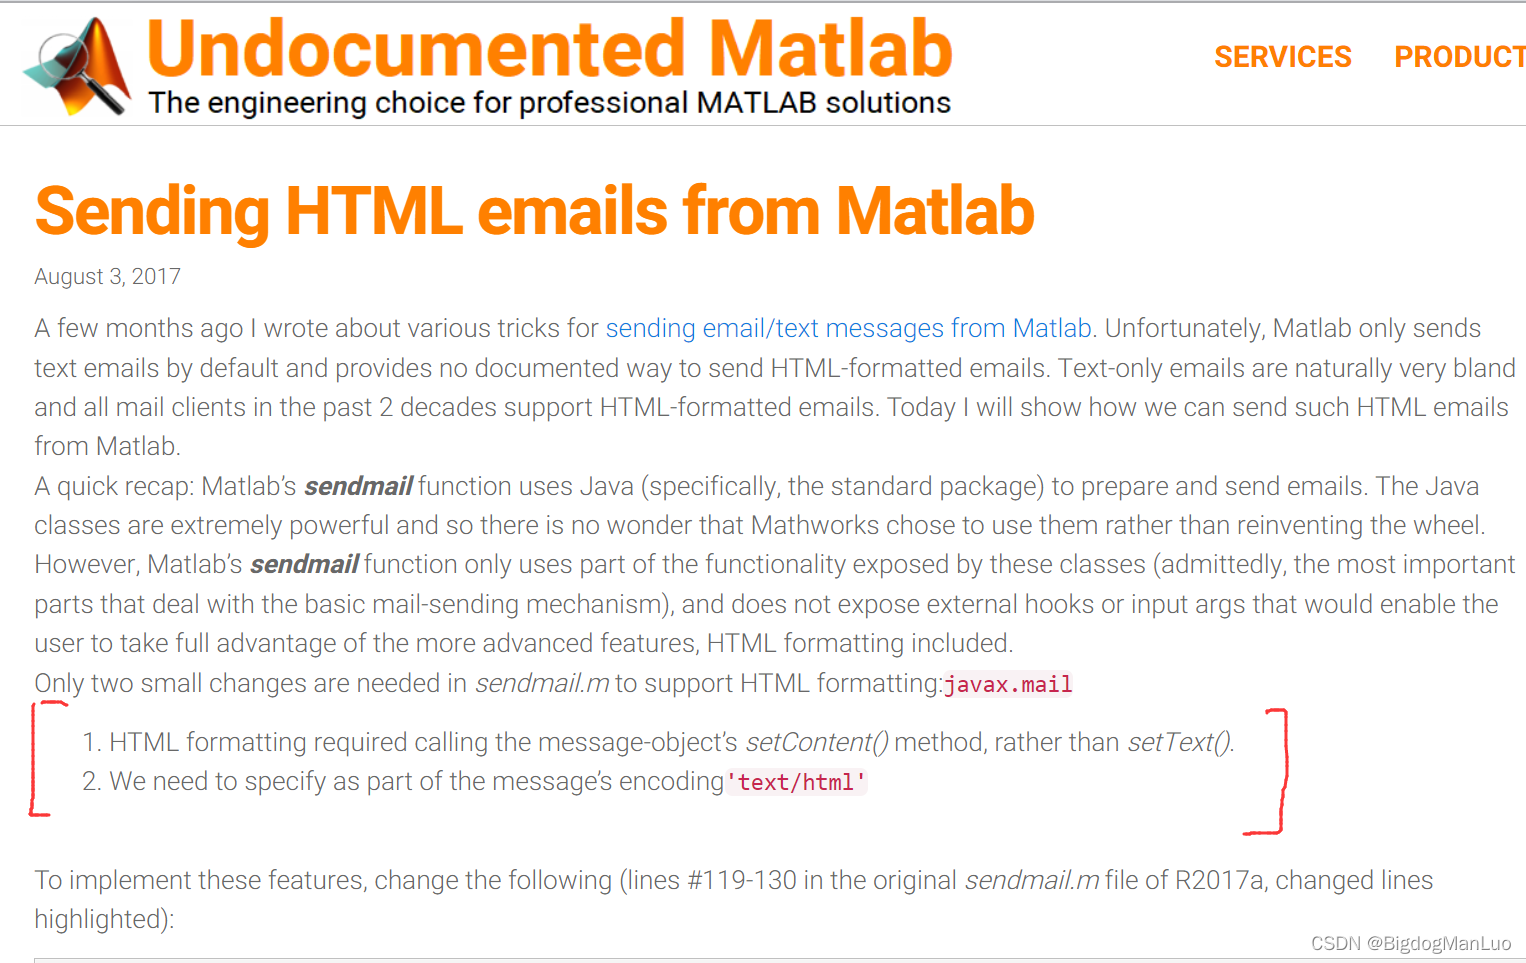 Undocumented Matlab
The engineering choice for professional MATLAB solutions
SERVICES PRODUCT
Sending HTML emails from Matlab
August 3, 2017
A few months ago I wrote about various tricks for sending email/text messages from Matlab. Unfortunately, Matlab only sends
text emails by default and provides no documented way to send HTML-formatted emails. Text-only emails are naturally very bland
and all mail clients in the past 2 decades support HTML-formatted emails. Today I will show how we can send such HTML emails
from Matlab.
A quick recap: Matlab’s sendmail function uses Java (specifically, the standard package) to prepare and send emails. The Java
classes are extremely powerful and so there is no wonder that Mathworks chose to use them rather than reinventing the wheel.
However, Matlab’s sendmail function only uses part of the functionality exposed by these classes (admittedly, the most important
parts that deal with the basic mail-sending mechanism), and does not expose external hooks or input args that would enable the
user to take full advantage of the more advanced features, HTML formatting included.
Only two small changes are needed in sendmail.m to support HTML formatting:javax.mail
1. HTML formatting required calling the message-object’s setContent() method, rather than setText().
2. We need to specify as part of the message’s encoding'text/html'
To implement these features, change the following (lines #119-130 in the original sendmail.m file of R2017a, changed lines
highlighted):
CSDN @BigdogManLuo